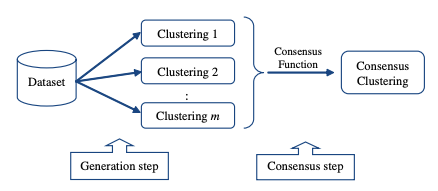 Dataset
Clustering 1
Clustering 2
:
Clustering m
Consensus
Function
Consensus
Clustering
Generation step
Consensus step